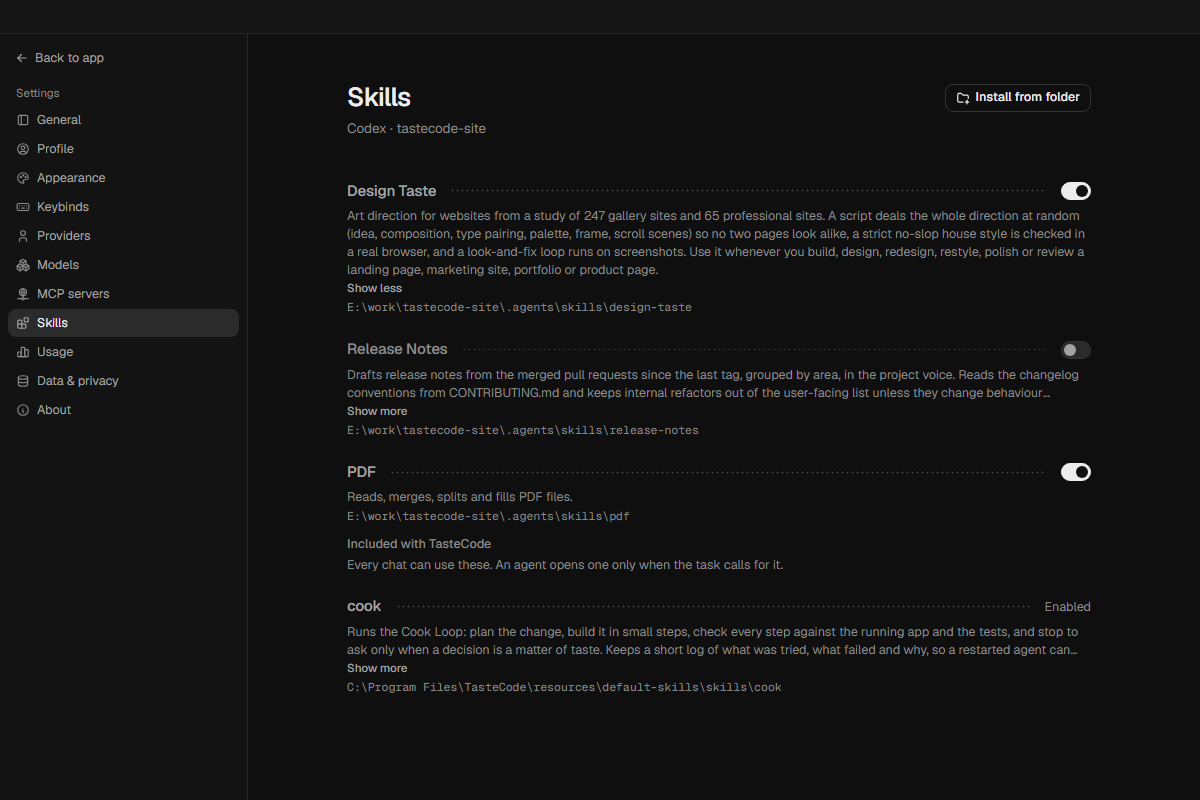 Back to app
Settings
General
Profile
Appearance
Keybinds
Providers
Models
MCP servers
Skills
Usage
Data & privacy
About
Skills
Install from folder
Codex · tastecode-site
Design Taste
Art direction for websites from a study of 247 gallery sites and 65 professional sites. A script deals the whole direction at random
(idea, composition, type pairing, palette, frame, scroll scenes) so no two pages look alike, a strict no-slop house style is checked in
a real browser, and a look-and-fix loop runs on screenshots. Use it whenever you build, design, redesign, restyle, polish or review a
landing page, marketing site, portfolio or product page.
Show less
E:\work\tastecode-site\.agents\skills\design-taste
Release Notes
Drafts release notes from the merged pull requests since the last tag, grouped by area, in the project voice. Reads the changelog
conventions from CONTRIBUTING.md and keeps internal refactors out of the user-facing list unless they change behaviour…
Show more
E:\work\tastecode-site\.agents\skills\release-notes
PDF
Reads, merges, splits and fills PDF files.
E:\work\tastecode-site\.agents\skills\pdf
Included with TasteCode
Every chat can use these. An agent opens one only when the task calls for it.
cook
Enabled
Runs the Cook Loop: plan the change, build it in small steps, check every step against the running app and the tests, and stop to
ask only when a decision is a matter of taste. Keeps a short log of what was tried, what failed and why, so a restarted agent can…
Show more
C:\Program Files\TasteCode\resources\default-skills\skills\cook